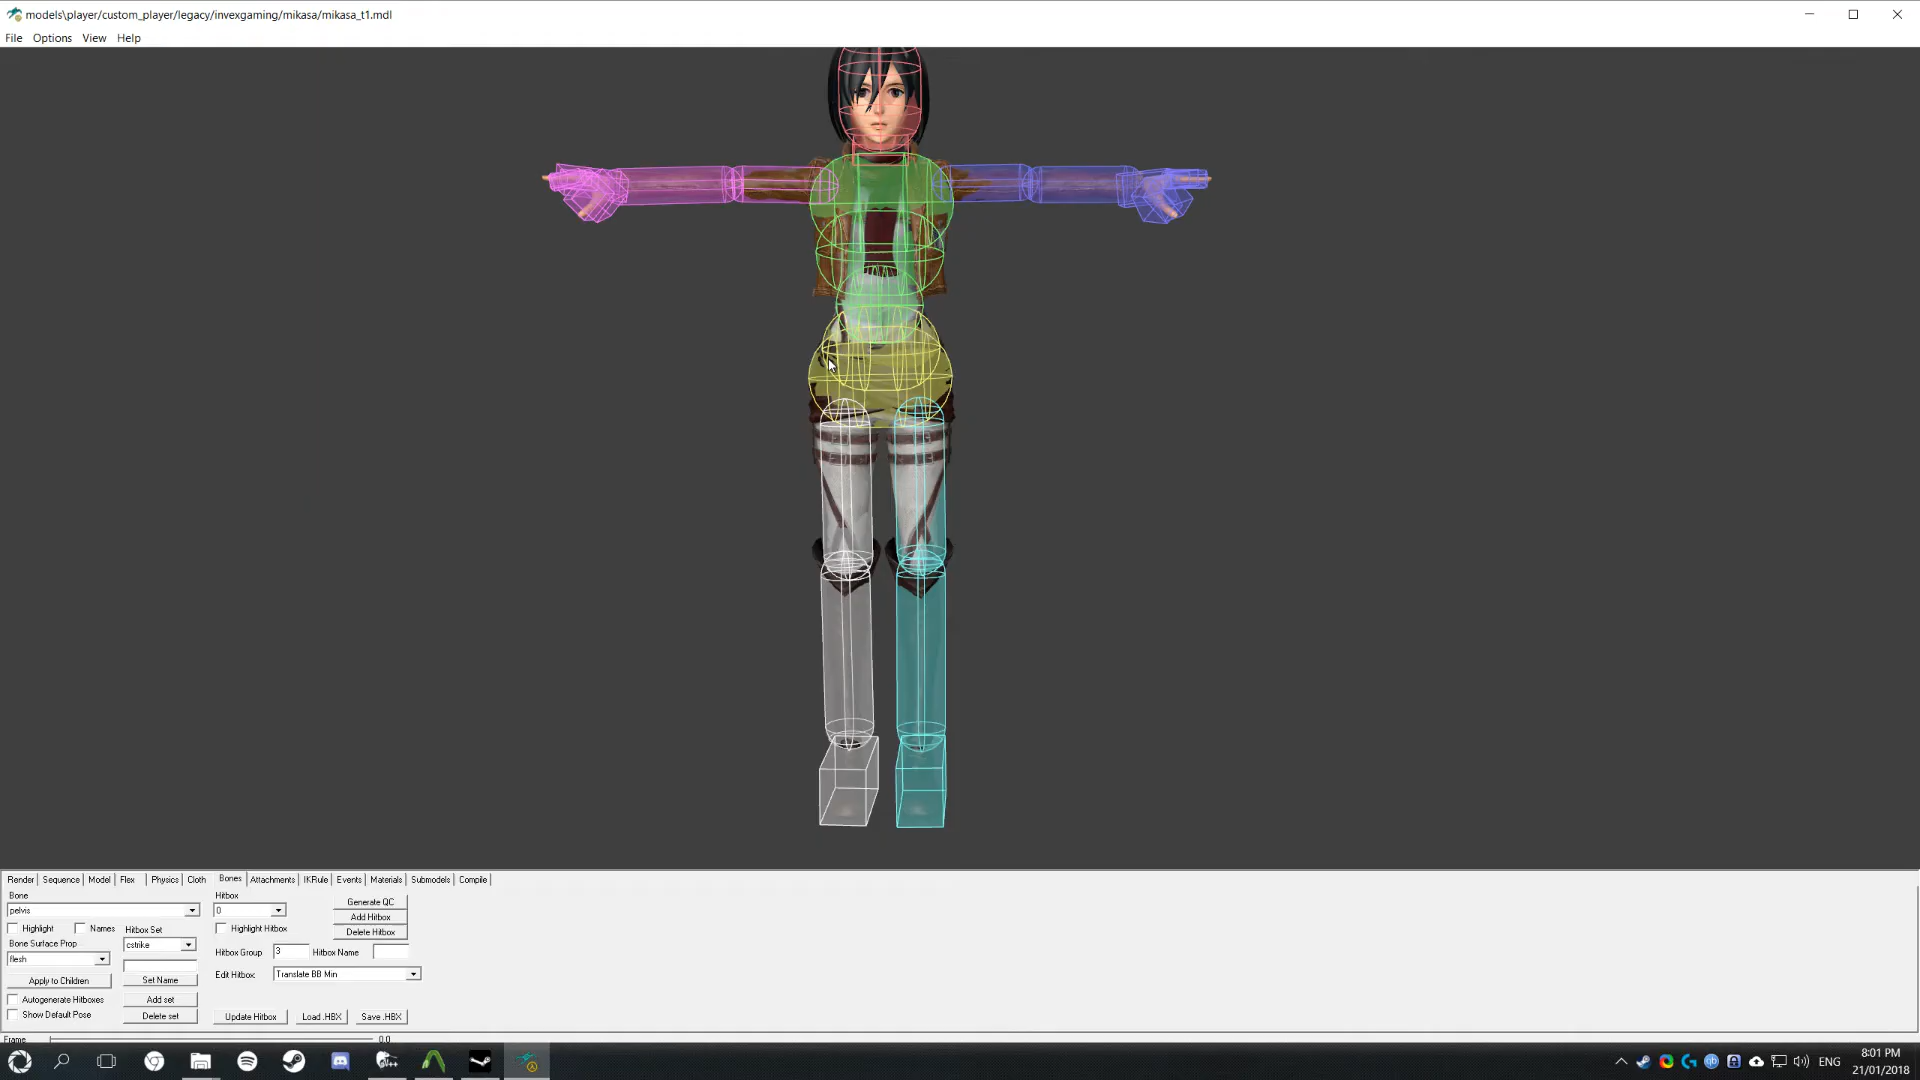 models\player/custom_player/legacy/invexgaming/mikasa/mikasa_t1.mdl
File Options View Help
Render Sequence Model Flex Physics Cloth Bones Attachments IKRule Events Materials Submodels Compile
Bone
pelvis
Highlight Names
Bone Surface Prop
flesh
Apply to Children
Autogenerate Hitboxes
Show Default Pose
Hitbox Set
cstrike
Set Name
Add set
Delete set
Hitbox
0
Highlight Hitbox
Generate QC
Add Hitbox
Delete Hitbox
Hitbox Group 3 Hitbox Name
Edit Hitbox: Translate BB Min
Update Hitbox Load .HBX Save .HBX
Frame 0.0
ENG
8:01 PM
21/01/2018